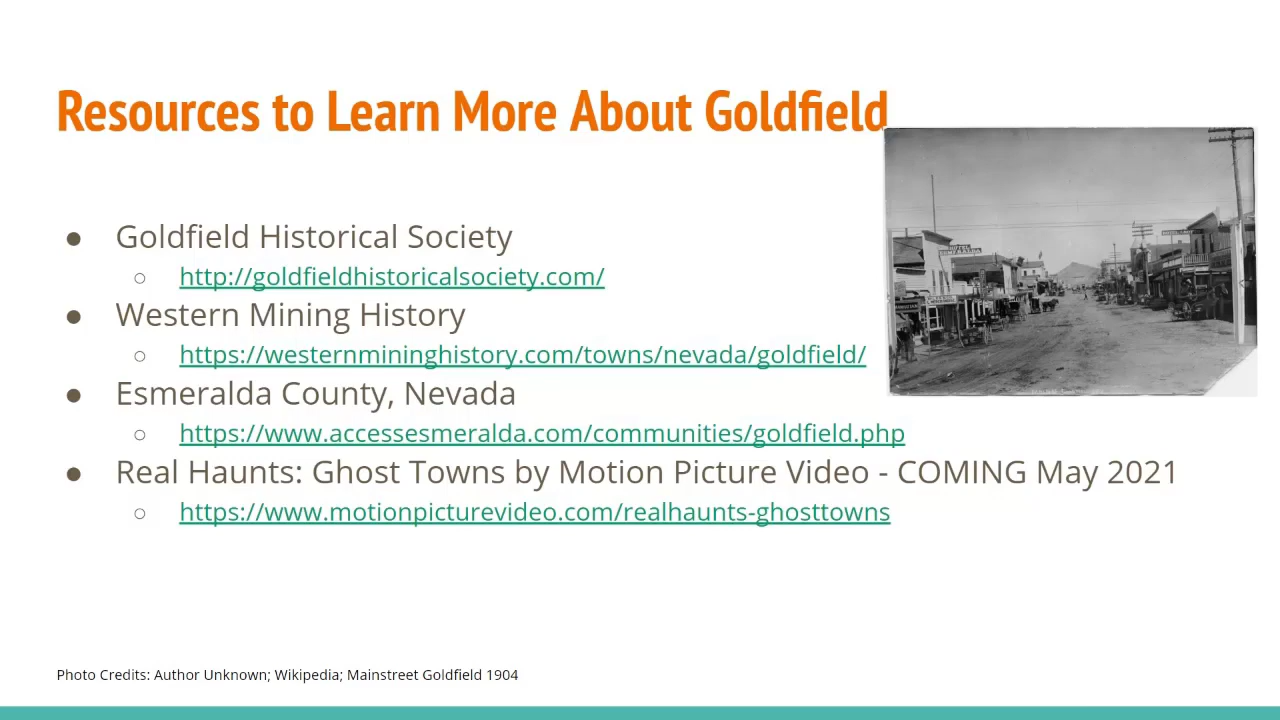 Resources to Learn More About Goldfield
● Goldfield Historical Society
○ http://goldfieldhistoricalsociety.com/
● Western Mining History
○ https://westernmininghistory.com/towns/nevada/goldfield/
● Esmeralda County, Nevada
○ https://www.accessesmeralda.com/communities/goldfield.php
● Real Haunts: Ghost Towns by Motion Picture Video - COMING May 2021
○ https://www.motionpicturevideo.com/realhaunts-ghosttowns
Photo Credits: Author Unknown; Wikipedia; Mainstreet Goldfield 1904